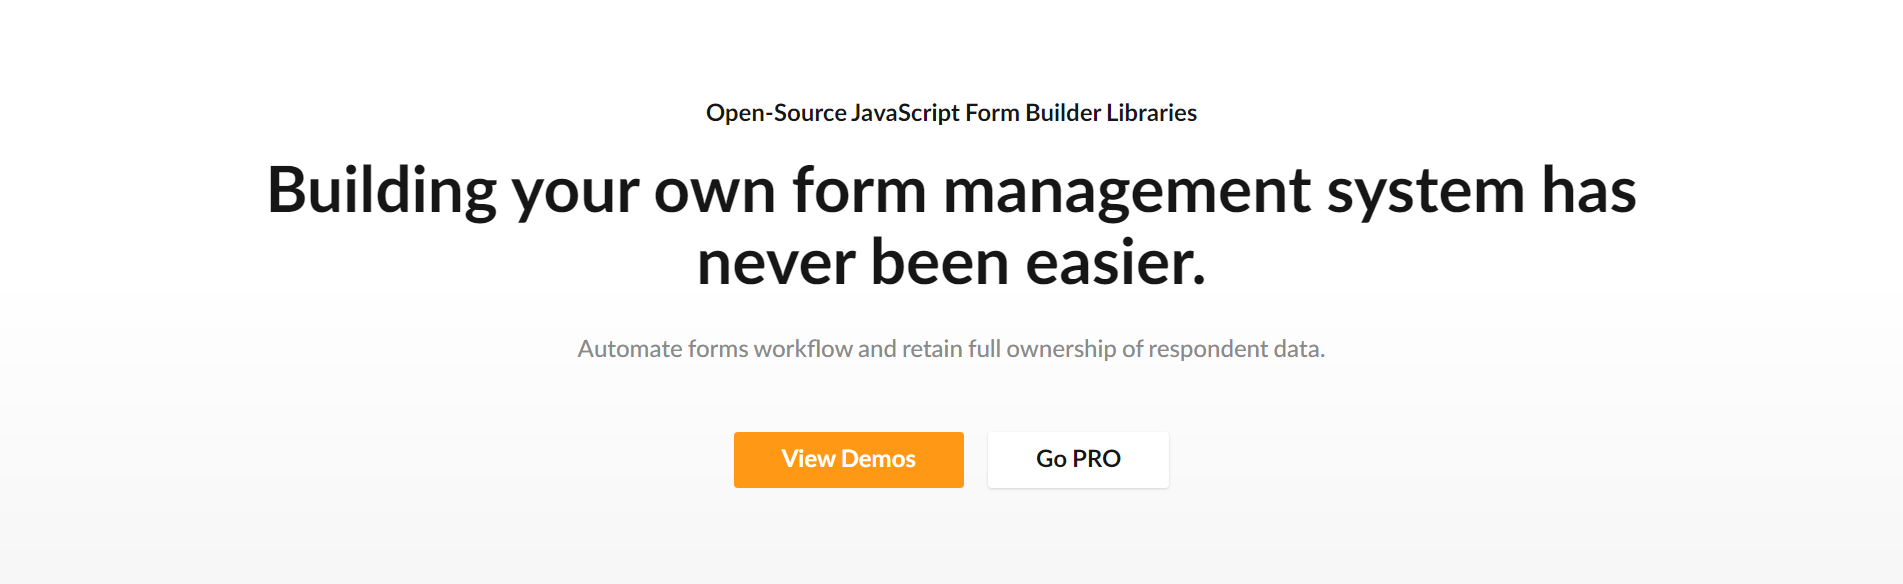 Open-Source JavaScript Form Builder Libraries
Building your own form management system has
never been easier.
Automate forms workflow and retain full ownership of respondent data.
View Demos
Go PRO